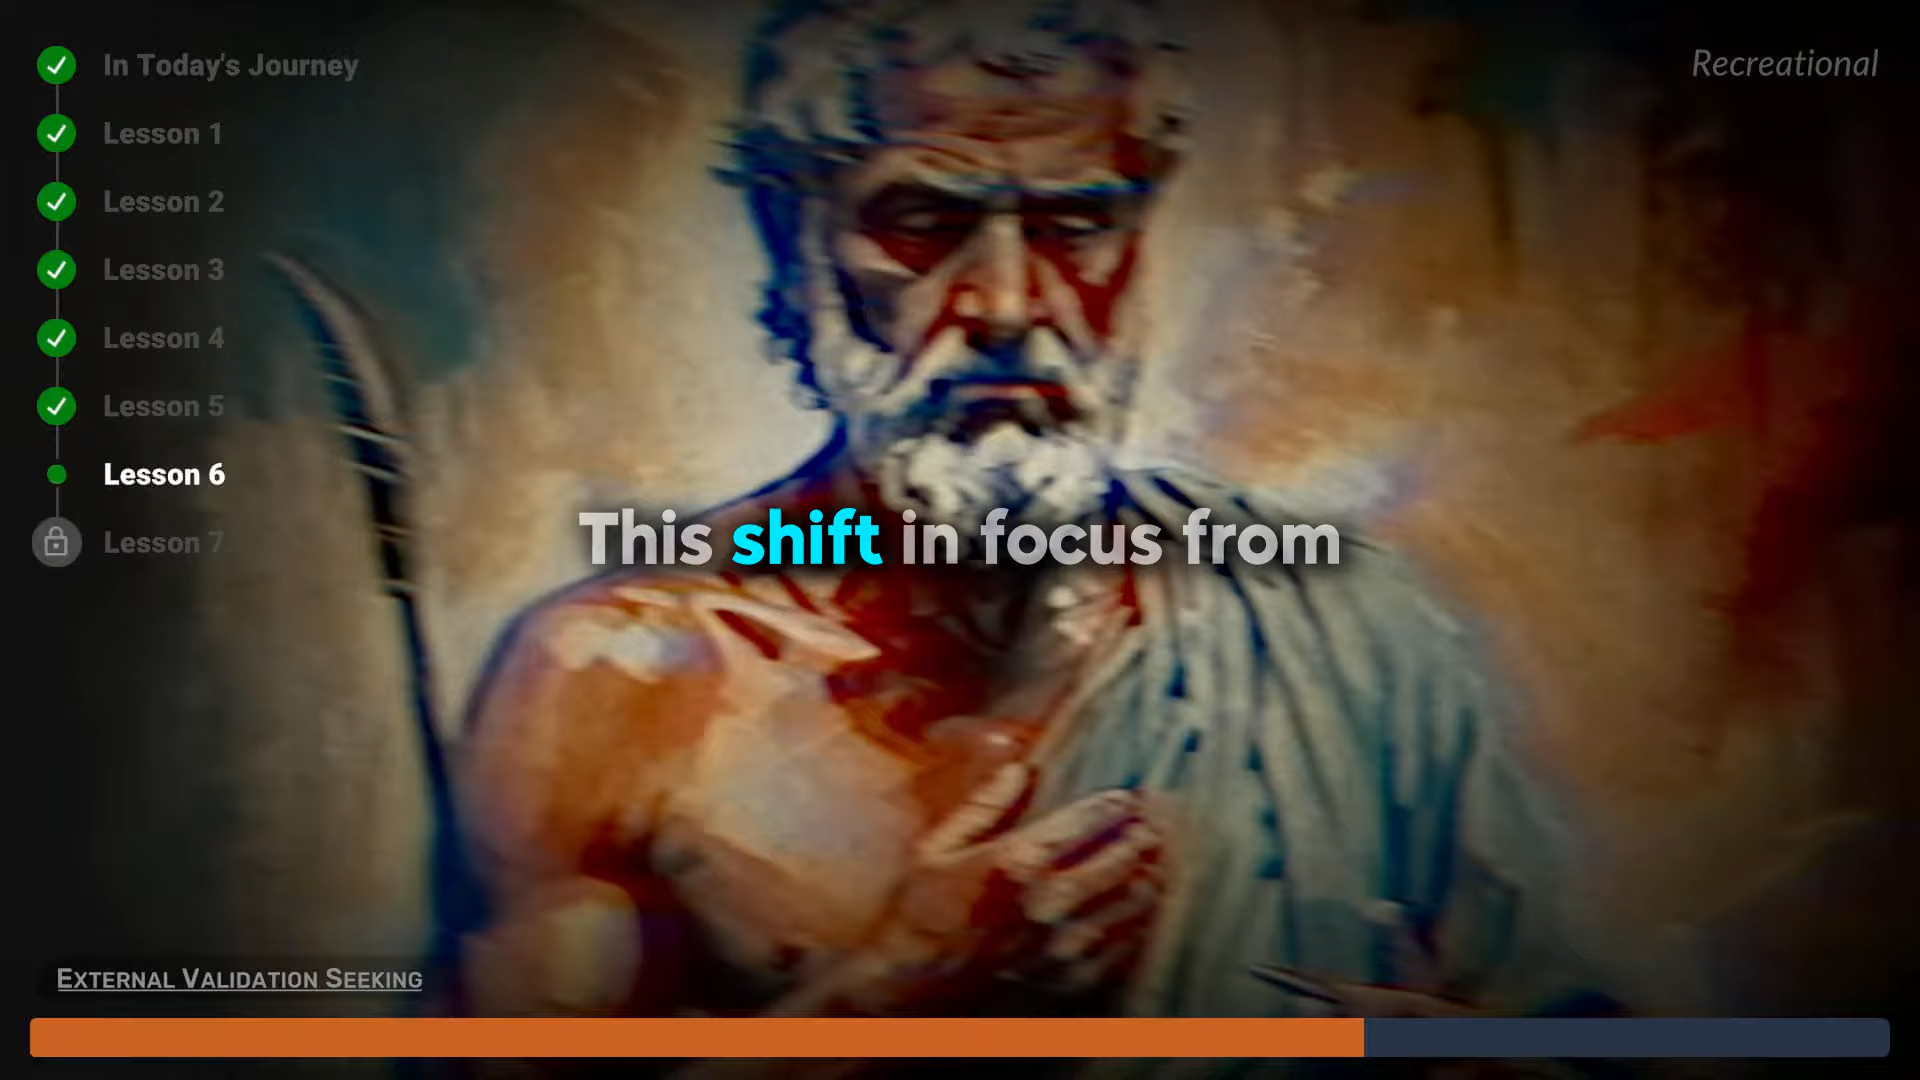 In Today's Journey
Recreational
Lesson 1
Lesson 2
Lesson 3
Lesson 4
Lesson 5
Lesson 6
This shift in focus from
Lesson 7
External Validation Seeking